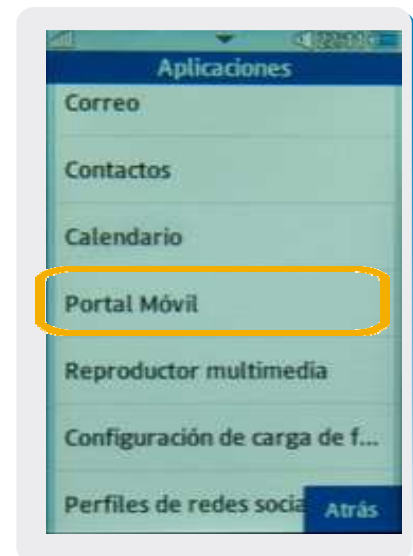 Aplicaciones
Correo
Contactos
Calendario
Portal Móvil
Reproductor multimedia
Configuración de carga de f...
Perfiles de redes socia
Atrás